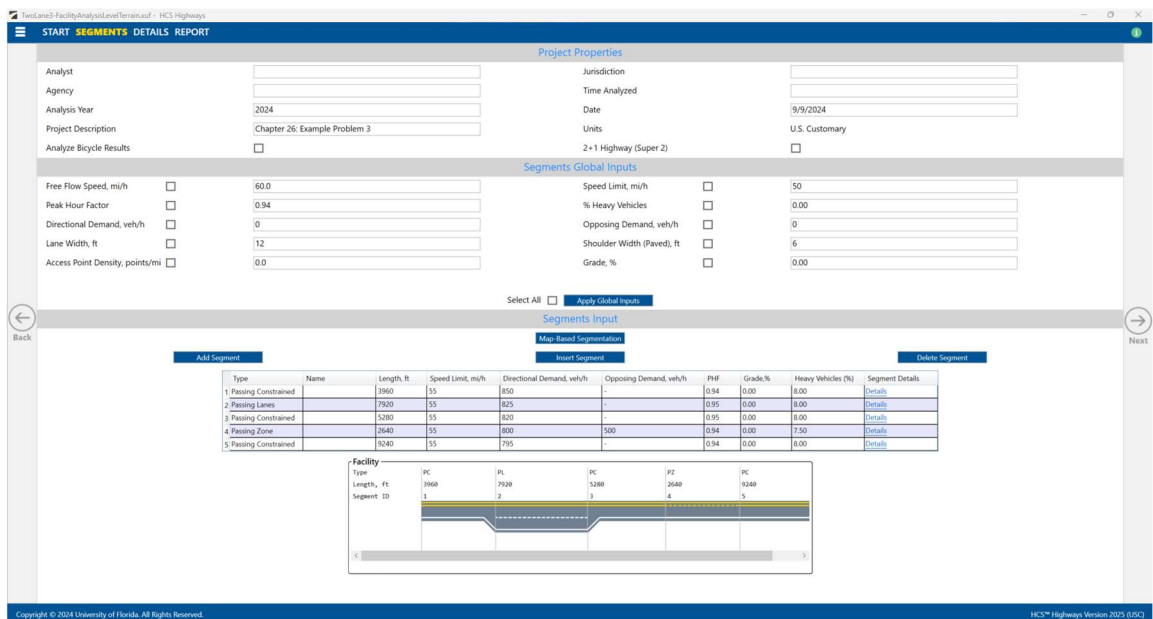 TwoLane3-FacilityAnalysisLevelTerrain.xuf - HCS Highways
START SEGMENTS DETAILS REPORT
Project Properties
Analyst Jurisdiction
Agency Time Analyzed
Analysis Year 2024 Date 9/9/2024
Project Description Chapter 26: Example Problem 3 Units U.S. Customary
Analyze Bicycle Results 2+1 Highway (Super 2)
Segments Global Inputs
Free Flow Speed, mi/h 60.0 Speed Limit, mi/h 50
Peak Hour Factor 0.94 % Heavy Vehicles 0.00
Directional Demand, veh/h 0 Opposing Demand, veh/h 0
Lane Width, ft 12 Shoulder Width (Paved), ft 6
Access Point Density, points/mi 0.0 Grade, % 0.00
Select All Apply Global Inputs
Segments Input
Back Next
Map-Based Segmentation
Add Segment Insert Segment Delete Segment
Type Name Length, ft Speed Limit, mi/h Directional Demand, veh/h Opposing Demand, veh/h PHF Grade,% Heavy Vehicles (%) Segment Details
1 Passing Constrained 3960 55 850 - 0.94 0.00 8.00 Details
2 Passing Lanes 7920 55 825 - 0.95 0.00 8.00 Details
3 Passing Constrained 5280 55 820 - 0.95 0.00 8.00 Details
4 Passing Zone 2640 55 800 500 0.94 0.00 7.50 Details
5 Passing Constrained 9240 55 795 - 0.94 0.00 8.00 Details
Facility
Type PC PL PC PZ PC
Length, ft 3960 7920 5280 2640 9240
Segment ID 1 2 3 4 5
Copyright © 2024 University of Florida. All Rights Reserved. HCS™ Highways Version 2025 (USC)